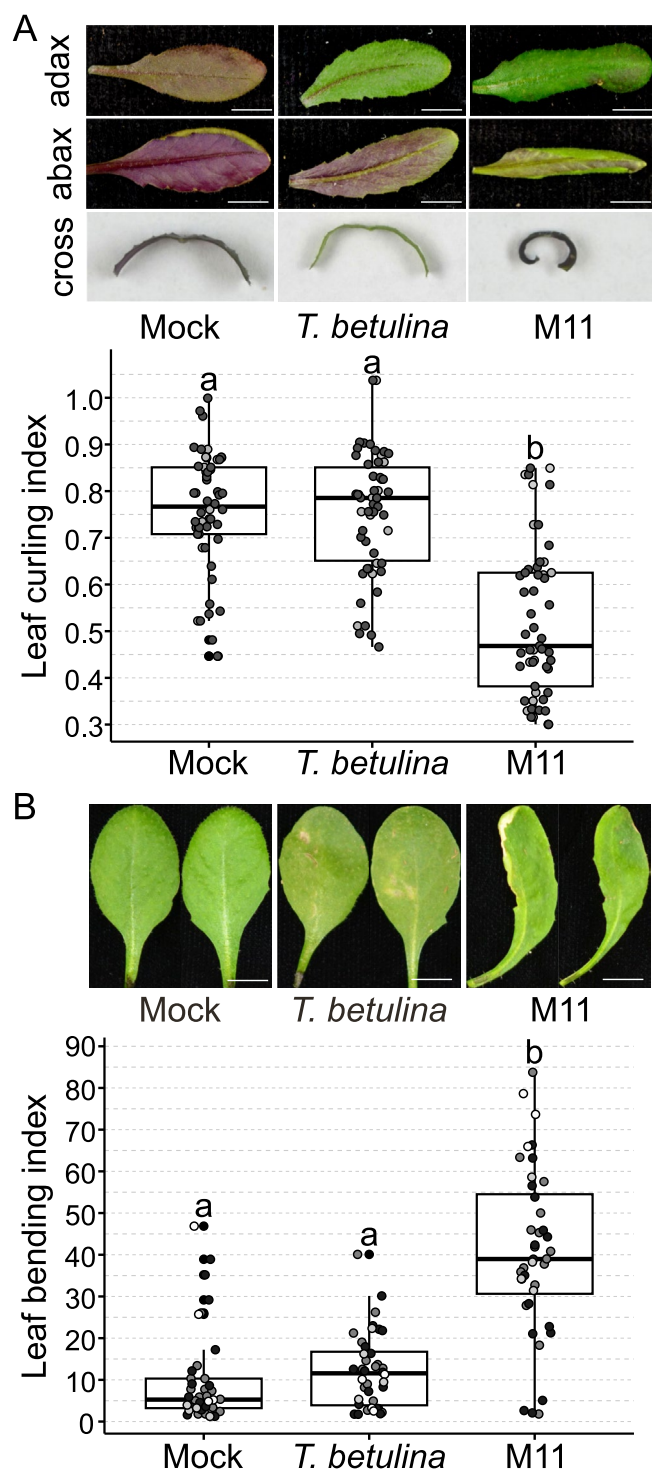 A
adax
abax
cross
Mock T. betulina M11
Leaf curling index
1.0
0.9
0.8
0.7
0.6
0.5
0.4
0.3
a
a
b
Mock T. betulina M11
B
Mock T. betulina M11
Leaf bending index
90
80
70
60
50
40
30
20
10
0
a
a
b
Mock T. betulina M11